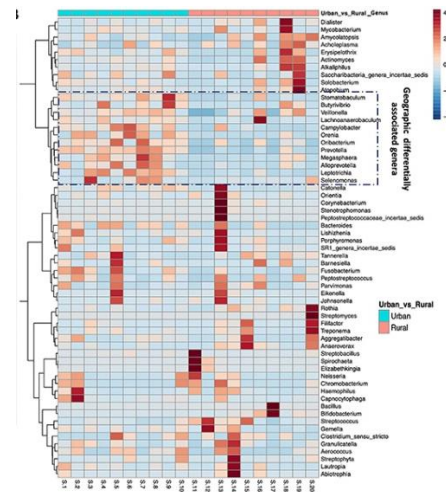 Urban_vs_Rural_Genus
4
Dialister
Mycobacterium
Amycolatopsis
Acholeplasma
Erysipelothrix
Actinomyces
Alkaliphilus
Saccharibacteria_genera_incertae_sedis
Solobacterium
Atopobium
Stomatobaculum
Butyrivibrio
Veillonella
Lachnoanaerobaculum
Campylobacter
Orenia
Oribacterium
Prevotella
Megasphaera
Alloprevotella
Leptotrichia
Selenomonas
Geographic differentially
associated genera
Catonella
Orientia
Corynebacterium
Stenotrophomonas
Peptostreptococcaceae_incertae_sedis
Bacteroides
Lishizhenia
Porphyromonas
SR1_genera_incertae_sedis
Tannerella
Barnesiella
Fusobacterium
Peptostreptococcus
Parvimonas
Eikenella
Johnsonella
Rothia
Streptomyces
Filifactor
Treponema
Aggregatibacter
Anaerovorax
Streptobacillus
Spirochaeta
Elizabethkingia
Neisseria
Chromobacterium
Haemophilus
Capnocytophaga
Bacillus
Bifidobacterium
Streptococcus
Gemella
Clostridium_sensu_stricto
Granulicatella
Aerococcus
Streptophyta
Lautropia
Abiotrophia
Urban_vs_Rural
Urban
Rural
S.1
S.2
S.3
S.4
S.5
S.6
S.7
S.8
S.9
S.10
S.11
S.12
S.13
S.14
S.15
S.16
S.17
S.18
S.19
S.20